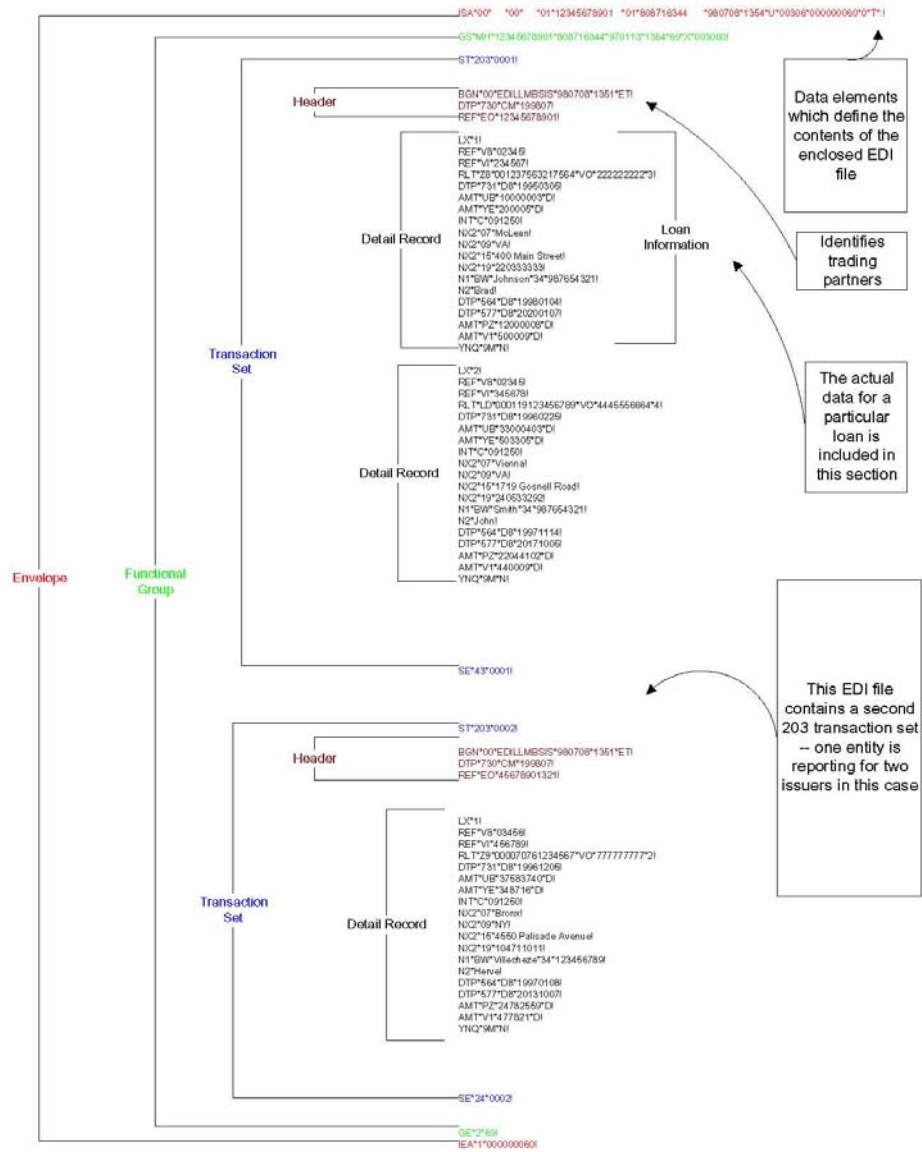 ISA*00* *00* *01*12345678901 *01*808716344 *980708*1354*U*00306*000000060*0*T*:!
GS*MH*12345678901*808716344*970113*1354*69*X*003060!
ST*203*0001!
Header
BGN*00*EDILLMBSIS*980708*1351*ET!
DTP*730*CM*199807!
REF*EO*12345678901!
Data elements
which define the
contents of the
enclosed EDI
file
Detail Record
LX*1!
REF*V8*02345!
REF*VI*234567!
RLT*Z8*001237563217564*VO*222222222*3!
DTP*731*D8*19950305!
AMT*UB*10000003*D!
AMT*YE*200005*D!
INT*C*091250!
NX2*07*McLean!
NX2*09*VA!
NX2*15*400 Main Street!
NX2*19*220333333!
N1*BW*Johnson*34*987654321!
N2*Brad!
DTP*564*D8*19980104!
DTP*577*D8*20200107!
AMT*PZ*12000008*D!
AMT*V1*500009*D!
YNQ*9M*N!
Loan
Information
Identifies
trading
partners
Transaction
Set
Detail Record
LX*2!
REF*V8*02345!
REF*VI*345678!
RLT*LD*000119123456789*VO*4445556664*4!
DTP*731*D8*19960225!
AMT*UB*33000403*D!
AMT*YE*503305*D!
INT*C*091250!
NX2*07*Vienna!
NX2*09*VA!
NX2*15*1719 Gosnell Road!
NX2*19*240533292!
N1*BW*Smith*34*987654321!
N2*John!
DTP*564*D8*19971114!
DTP*577*D8*20171006!
AMT*PZ*22044102*D!
AMT*V1*440009*D!
YNQ*9M*N!
The actual
data for a
particular
loan is
included in
this section
Envelope
Functional
Group
SE*43*0001!
This EDI file
contains a second
203 transaction set
-- one entity is
reporting for two
issuers in this case
ST*203*0002!
Header
BGN*00*EDILLMBSIS*980708*1351*ET!
DTP*730*CM*199807!
REF*EO*45678901321!
Transaction
Set
Detail Record
LX*1!
REF*V8*03456!
REF*VI*456789!
RLT*Z9*000070761234567*VO*777777777*2!
DTP*731*D8*19961205!
AMT*UB*37583740*D!
AMT*YE*348716*D!
INT*C*091250!
NX2*07*Bronx!
NX2*09*NY!
NX2*15*4550 Palisade Avenue!
NX2*19*104711011!
N1*BW*Villecheze*34*123456789!
N2*Herve!
DTP*564*D8*19970108!
DTP*577*D8*20131007!
AMT*PZ*24782559*D!
AMT*V1*477821*D!
YNQ*9M*N!
SE*24*0002!
GE*2*69!
IEA*1*000000060!